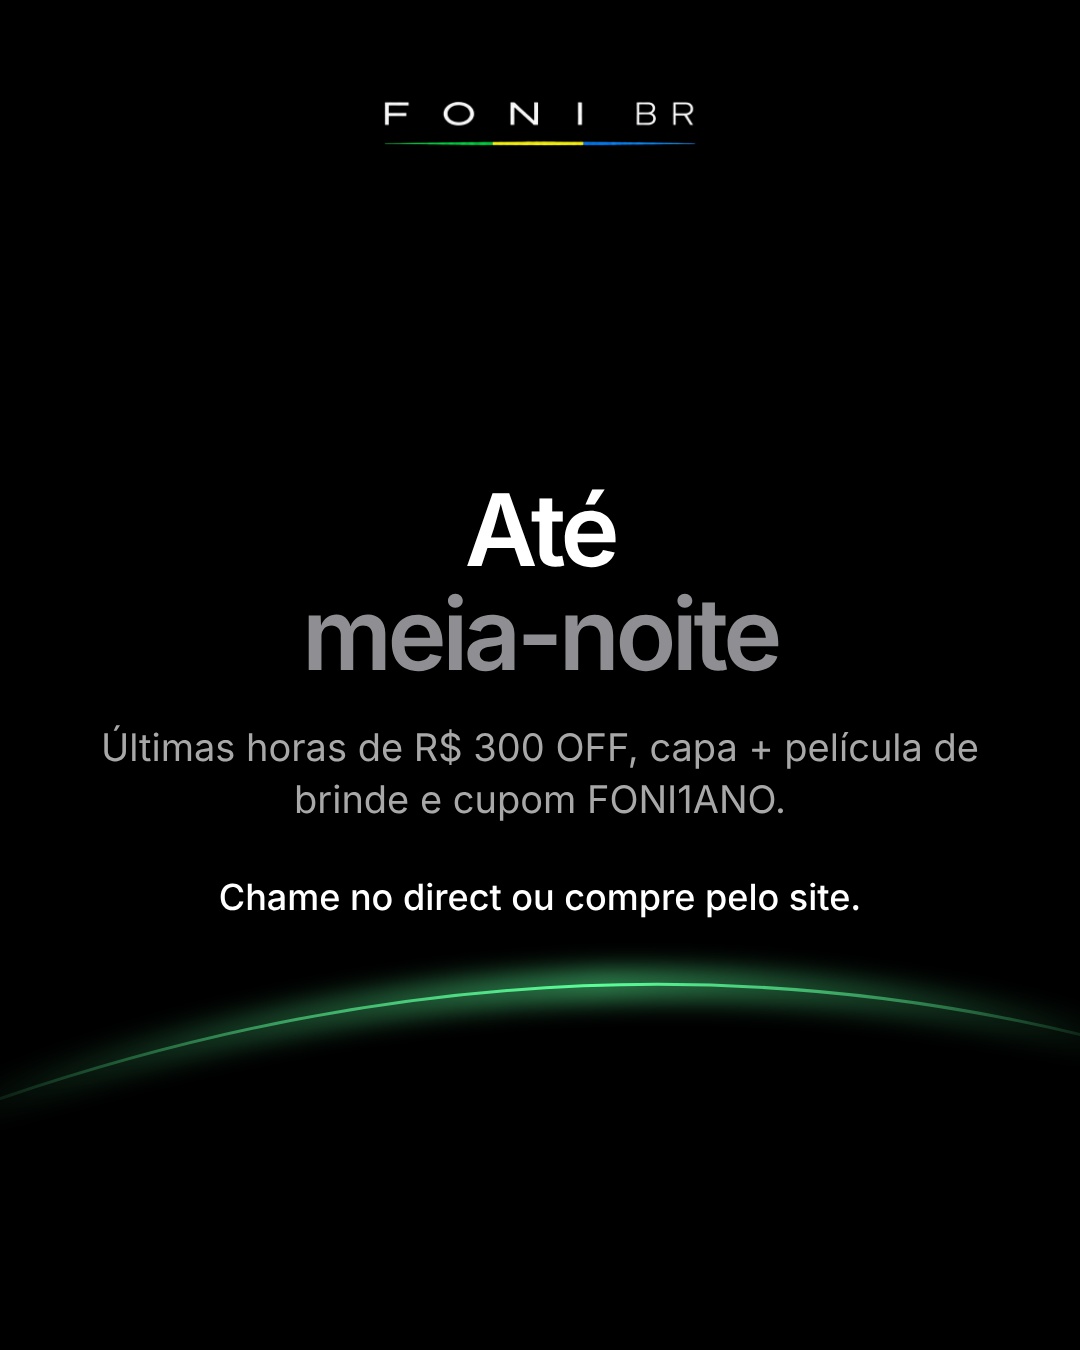 FONI BR
Até
meia-noite
Últimas horas de R$ 300 OFF, capa + película de
brinde e cupom FONI1ANO.
Chame no direct ou compre pelo site.